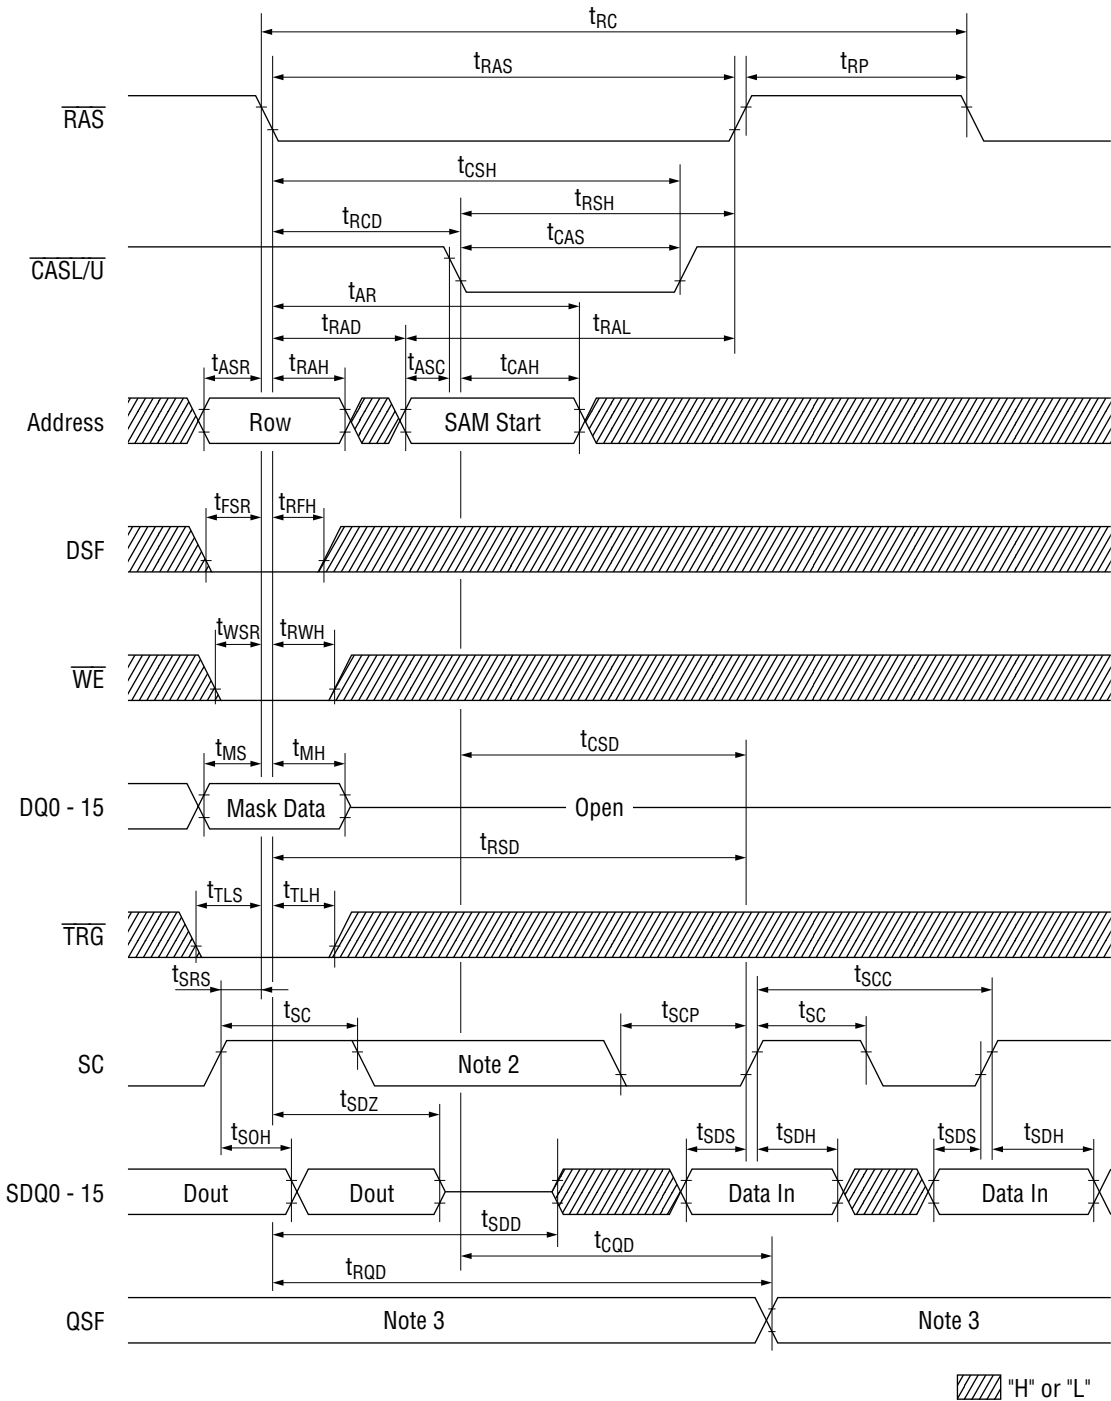 tRC
tRAS tRP
RAS
tCSH
tRSH
tRCD
tCAS
CASL/U
tAR
tRAD tRAL
tASR tRAH tASC tCAH
Address Row SAM Start
tFSR tRFH
DSF
tWSR tRWH
WE
tCSD
tMS tMH
DQ0 - 15 Mask Data Open
tRSD
tTLS tTLH
TRG
tSRS tSCC
tSC tSCP tSC
SC Note 2
tSDZ
tSOH tSDS tSDH tSDS tSDH
SDQ0 - 15 Dout Dout Data In Data In
tSDD
tCQD
tRQD
QSF Note 3 Note 3
"H" or "L"